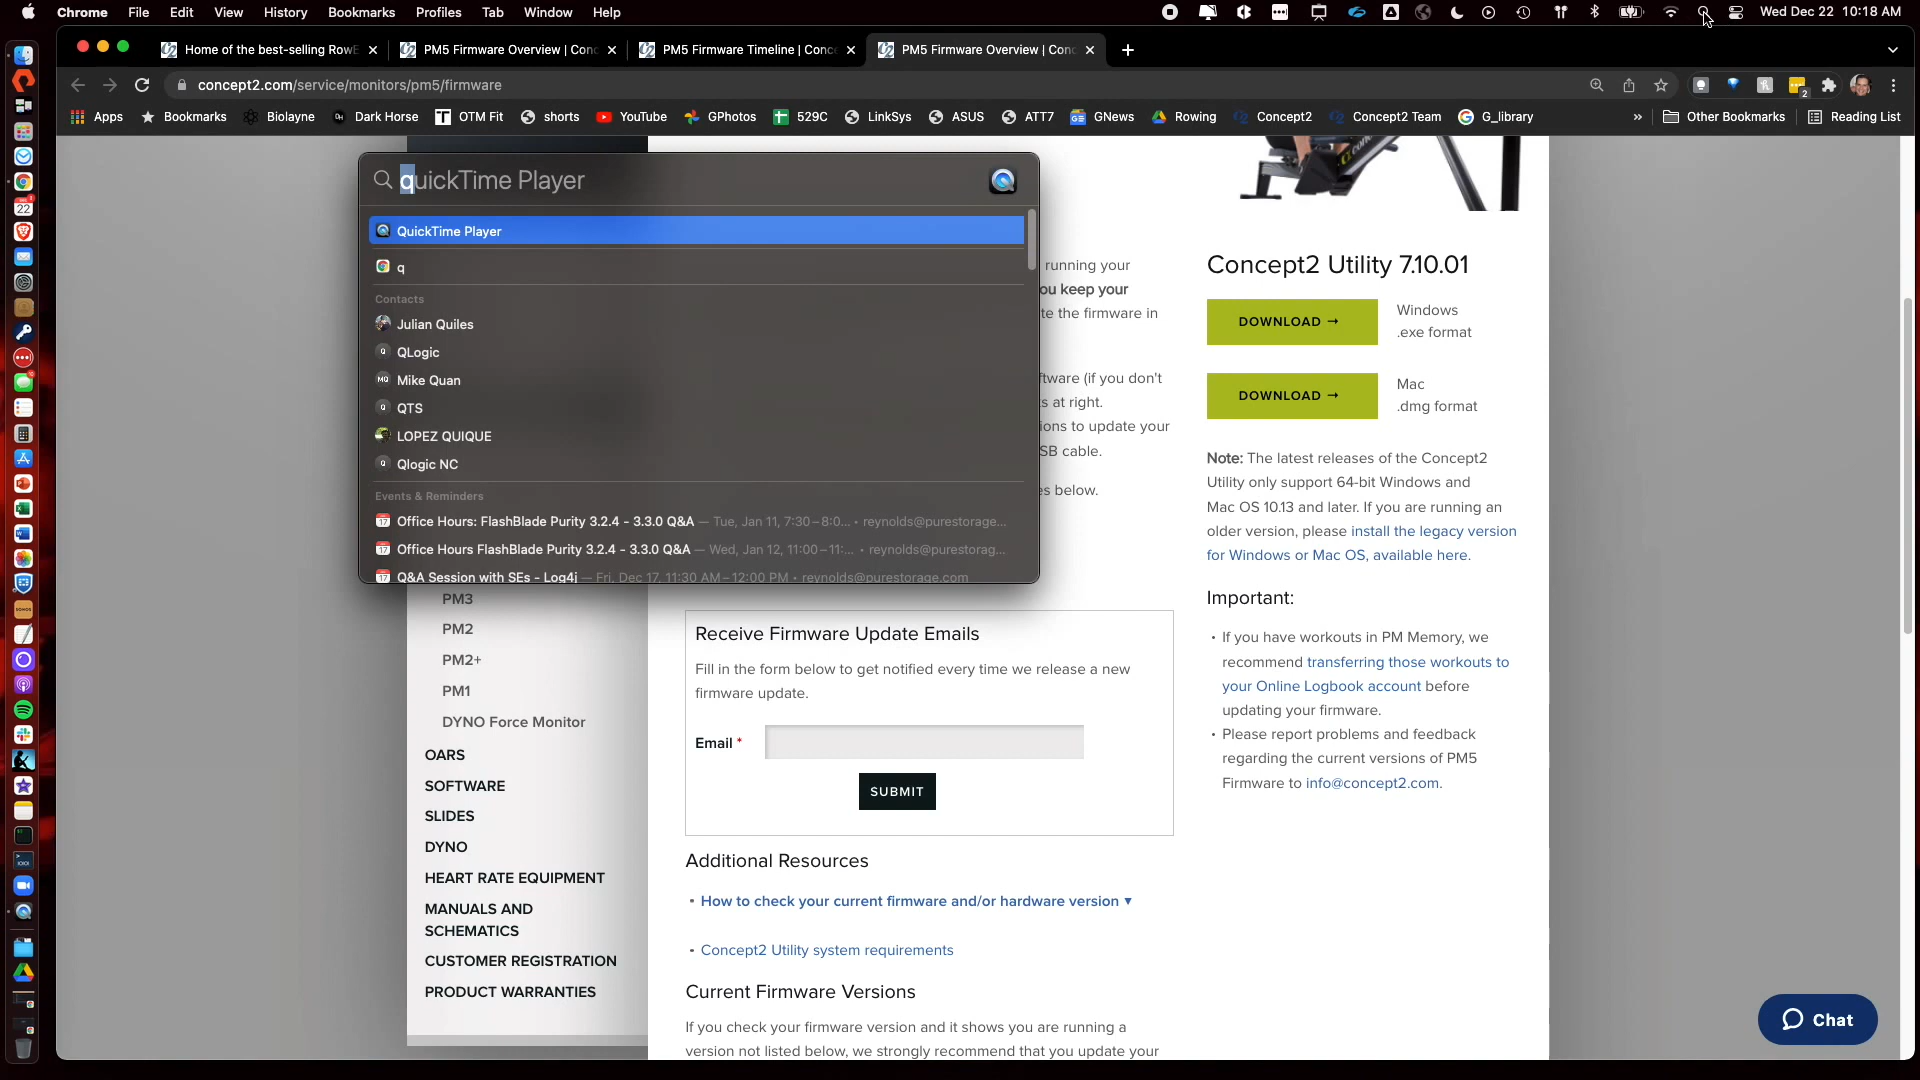 Chrome File Edit View History Bookmarks Profiles Tab Window Help
Wed Dec 22 10:18 AM
Home of the best-selling RowE
PM5 Firmware Overview | Conc
PM5 Firmware Timeline | Conce
PM5 Firmware Overview | Conc
concept2.com/service/monitors/pm5/firmware
Apps Bookmarks Biolayne Dark Horse OTM Fit shorts YouTube GPhotos 529C LinkSys ASUS ATT7 GNews Rowing Concept2 Concept2 Team G_library » Other Bookmarks Reading List
quickTime Player
QuickTime Player
q
Contacts
Julian Quiles
QLogic
MQ Mike Quan
QTS
LOPEZ QUIQUE
Qlogic NC
Events & Reminders
Office Hours: FlashBlade Purity 3.2.4 - 3.3.0 Q&A — Tue, Jan 11, 7:30–8:0... • reynolds@purestorage...
Office Hours FlashBlade Purity 3.2.4 - 3.3.0 Q&A — Wed, Jan 12, 11:00–11:... • reynolds@purestorag...
Q&A Session with SEs - Log4j — Fri, Dec 17, 11:30 AM–12:00 PM • reynolds@purestorage.com
running your
ou keep your
te the firmware in
ftware (if you don't
s at right.
ions to update your
SB cable.
es below.
PM3
PM2
PM2+
PM1
DYNO Force Monitor
OARS
SOFTWARE
SLIDES
DYNO
HEART RATE EQUIPMENT
MANUALS AND
SCHEMATICS
CUSTOMER REGISTRATION
PRODUCT WARRANTIES
Receive Firmware Update Emails
Fill in the form below to get notified every time we release a new
firmware update.
Email *
SUBMIT
Additional Resources
• How to check your current firmware and/or hardware version ▼
• Concept2 Utility system requirements
Current Firmware Versions
If you check your firmware version and it shows you are running a
version not listed below, we strongly recommend that you update your
Concept2 Utility 7.10.01
DOWNLOAD → Windows
.exe format
DOWNLOAD → Mac
.dmg format
Note: The latest releases of the Concept2
Utility only support 64-bit Windows and
Mac OS 10.13 and later. If you are running an
older version, please install the legacy version
for Windows or Mac OS, available here.
Important:
• If you have workouts in PM Memory, we
recommend transferring those workouts to
your Online Logbook account before
updating your firmware.
• Please report problems and feedback
regarding the current versions of PM5
Firmware to info@concept2.com.
Chat
22
2